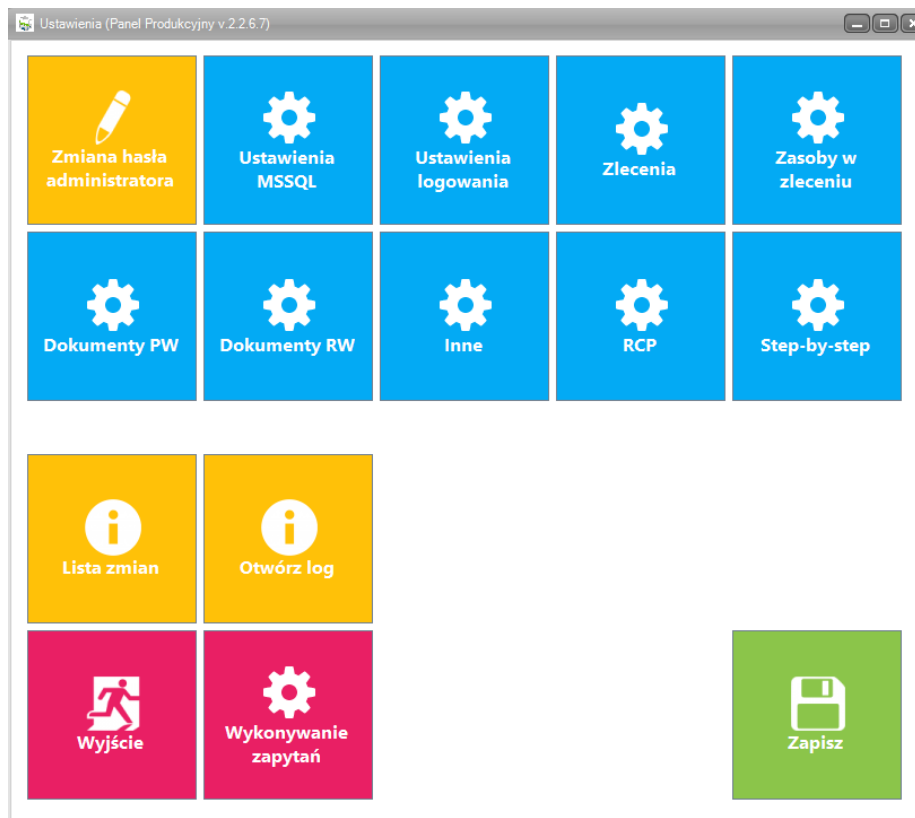 Ustawienia (Panel Produkcyjny v.2.2.6.7)
Zmiana hasła
administratora
Ustawienia
MSSQL
Ustawienia
logowania
Zlecenia
Zasoby w
zleceniu
Dokumenty PW
Dokumenty RW
Inne
RCP
Step-by-step
Lista zmian
Otwórz log
Wyjście
Wykonywanie
zapytań
Zapisz